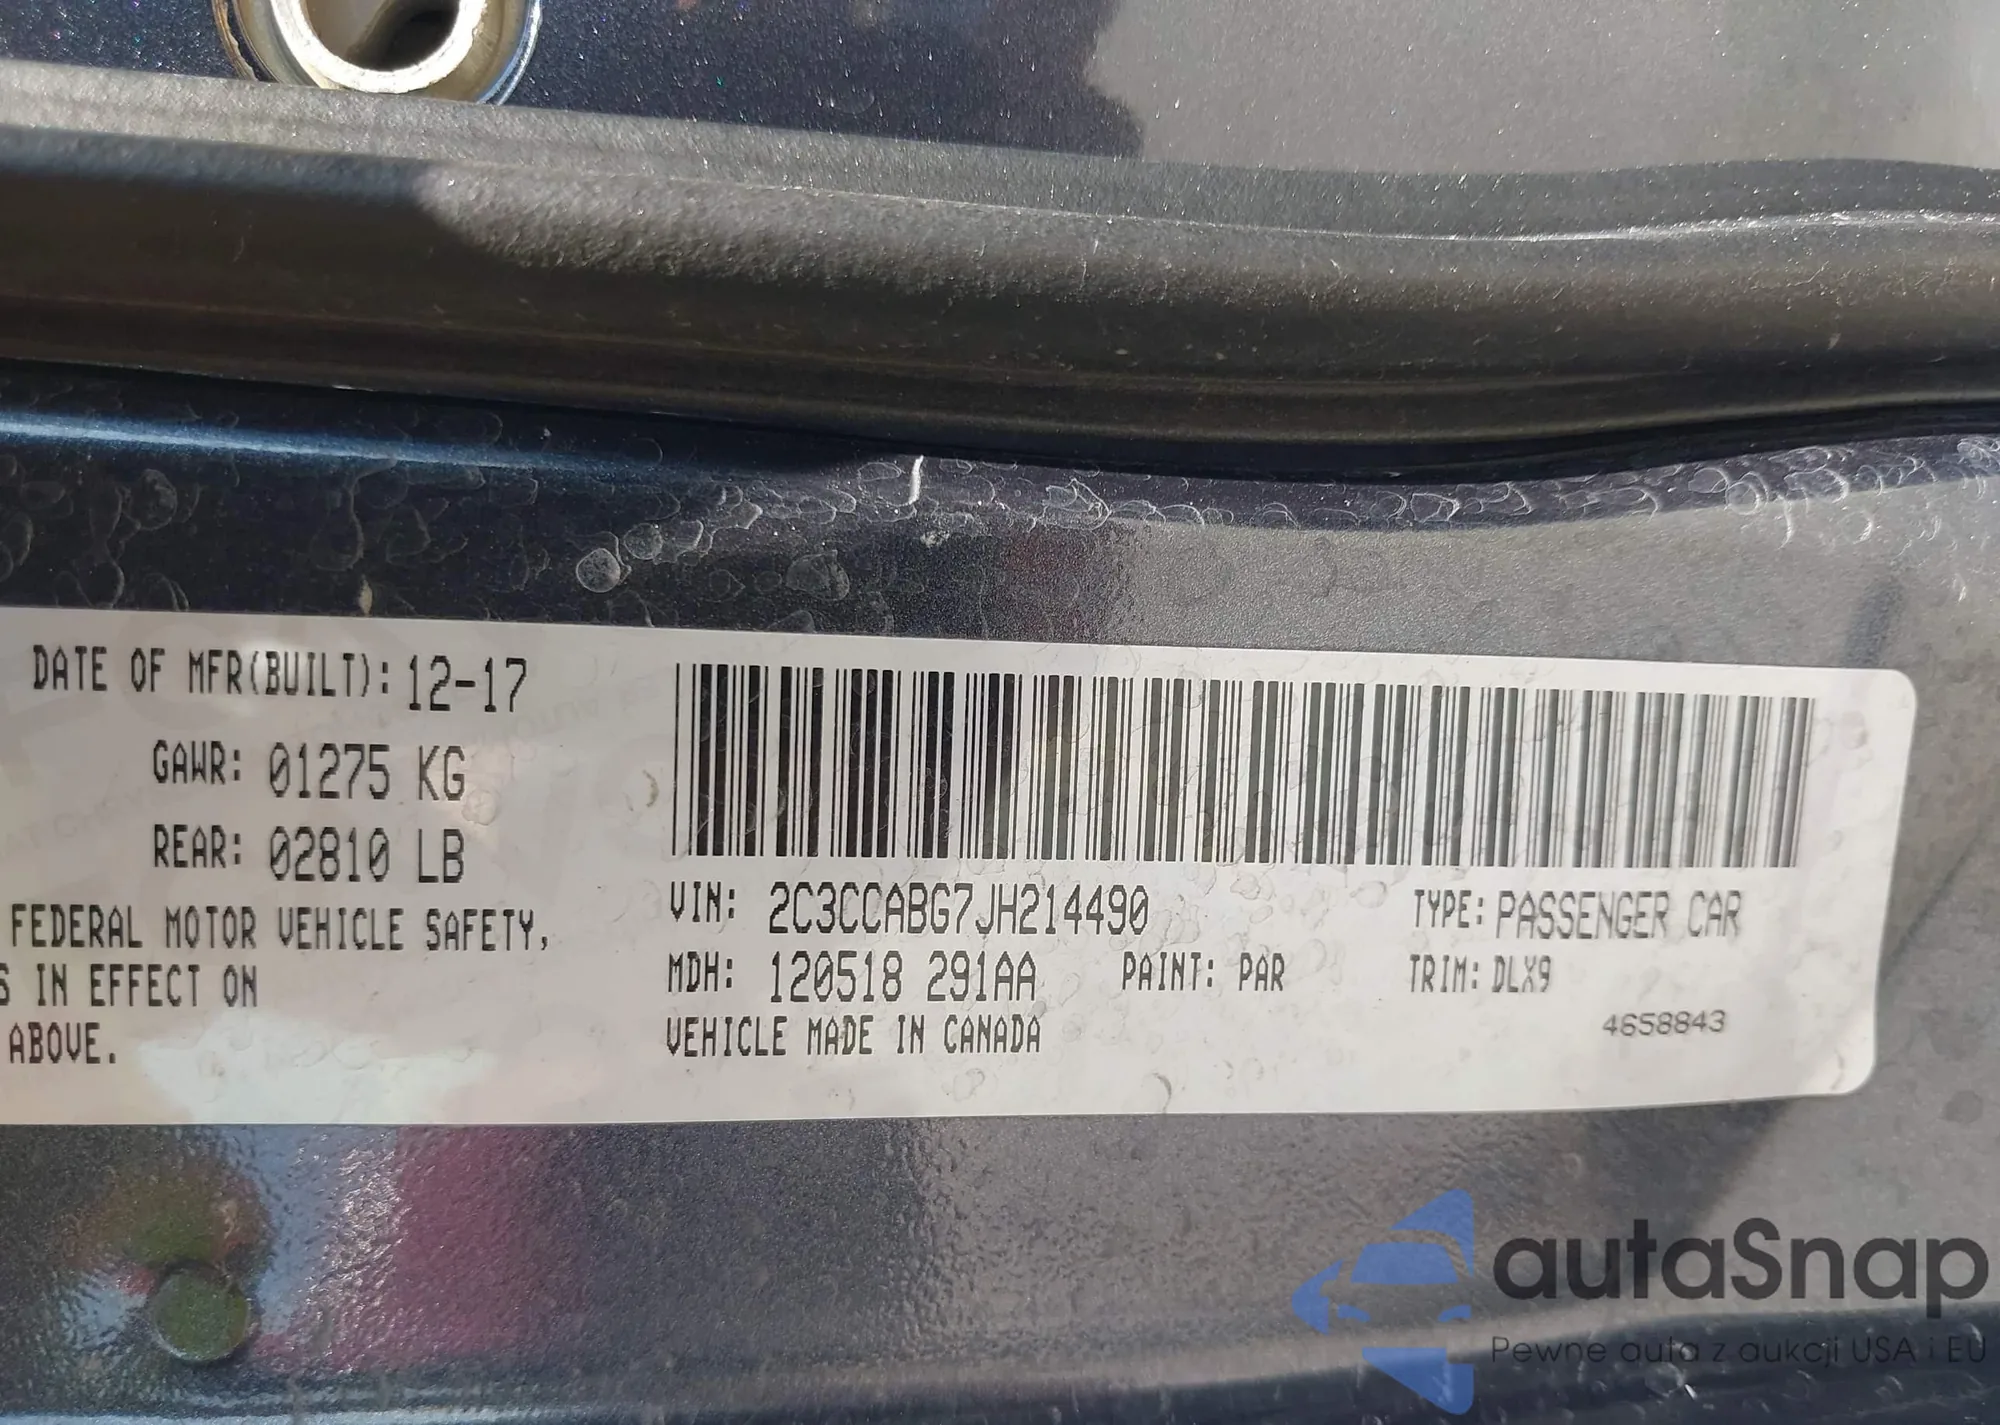 DATE OF MFR(BUILT): 12-17
GAWR: 01275 KG
REAR: 02810 LB
FEDERAL MOTOR VEHICLE SAFETY,
S IN EFFECT ON
ABOVE.
VIN: 2C3CCABG7JH214490
TYPE: PASSENGER CAR
MDH: 120518 291AA
PAINT: PAR
TRIM: DLX9
VEHICLE MADE IN CANADA
4658843
autaSnap
Pewne auta z aukcji USA i EU